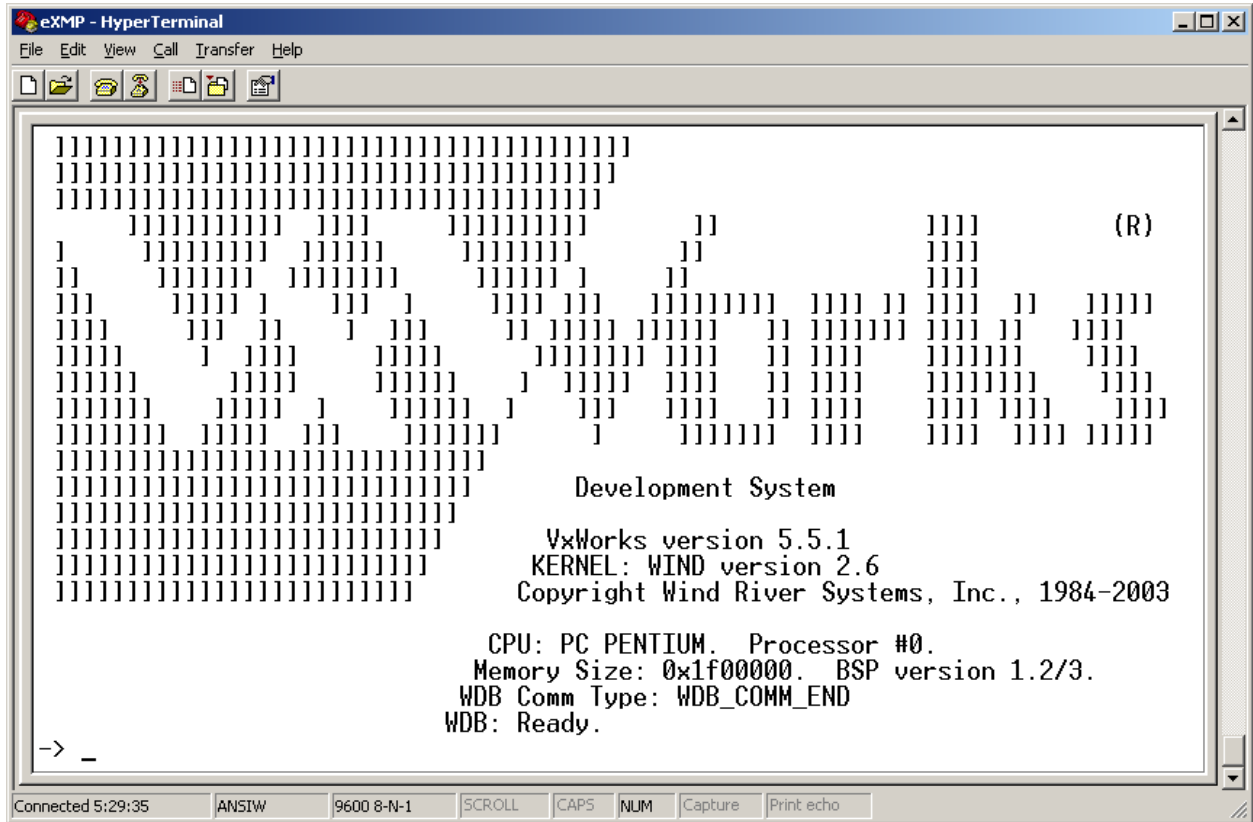 eXMP - HyperTerminal
File Edit View Call Transfer Help
]]]]]]]]]]]]]]]]]]]]]]]]]]]]]]]]]]]]]]]]
]]]]]]]]]]]]]]]]]]]]]]]]]]]]]]]]]]]]]]]
]]]]]]]]]]]]]]]]]]]]]]]]]]]]]]]]]]]]]]
     ]]]]]]]]]]]  ]]]]     ]]]]]]]]]]       ]]              ]]]]         (R)
]     ]]]]]]]]]  ]]]]]]     ]]]]]]]]       ]]               ]]]]
]]     ]]]]]]]  ]]]]]]]]     ]]]]]] ]     ]]                ]]]]
]]]     ]]]]] ]    ]]]  ]     ]]]] ]]]   ]]]]]]]]]  ]]]] ]] ]]]]  ]]   ]]]]]
]]]]     ]]]  ]]    ]  ]]]     ]] ]]]]] ]]]]]]   ]] ]]]]]]] ]]]] ]]   ]]]]
]]]]]     ]  ]]]]     ]]]]]      ]]]]]]]] ]]]]   ]] ]]]]    ]]]]]]]    ]]]]
]]]]]]      ]]]]]     ]]]]]]    ]  ]]]]]  ]]]]   ]] ]]]]    ]]]]]]]]    ]]]]
]]]]]]]    ]]]]]  ]    ]]]]]]  ]    ]]]   ]]]]   ]] ]]]]    ]]]] ]]]]    ]]]]
]]]]]]]]  ]]]]]  ]]]    ]]]]]]]      ]     ]]]]]]]  ]]]]    ]]]]  ]]]] ]]]]]
]]]]]]]]]]]]]]]]]]]]]]]]]]]]]]
]]]]]]]]]]]]]]]]]]]]]]]]]]]]]       Development System
]]]]]]]]]]]]]]]]]]]]]]]]]]]]
]]]]]]]]]]]]]]]]]]]]]]]]]]]       VxWorks version 5.5.1
]]]]]]]]]]]]]]]]]]]]]]]]]]       KERNEL: WIND version 2.6
]]]]]]]]]]]]]]]]]]]]]]]]]       Copyright Wind River Systems, Inc., 1984-2003
CPU: PC PENTIUM.  Processor #0.
Memory Size: 0x1f00000.  BSP version 1.2/3.
WDB Comm Type: WDB_COMM_END
WDB: Ready.
-> _
Connected 5:29:35 ANSIW 9600 8-N-1 SCROLL CAPS NUM Capture Print echo